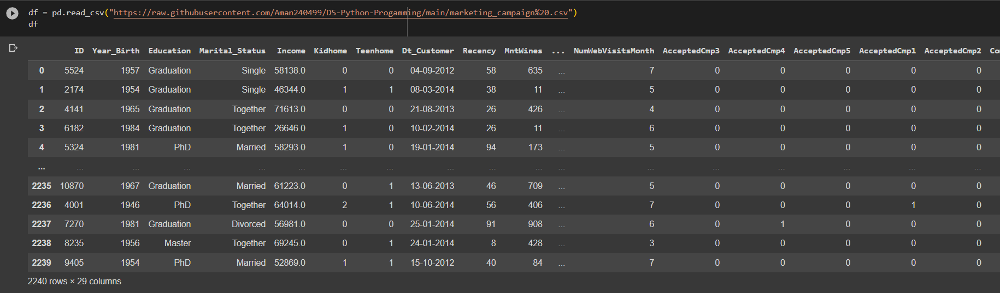 df = pd.read_csv("https://raw.githubusercontent.com/Aman240499/DS-Python-Progamming/main/marketing_campaign%20.csv")
df
ID Year_Birth Education Marital_Status Income Kidhome Teenhome Dt_Customer Recency MntWines ... NumWebVisitsMonth AcceptedCmp3 AcceptedCmp4 AcceptedCmp5 AcceptedCmp1 AcceptedCmp2 Co
0 5524 1957 Graduation Single 58138.0 0 0 04-09-2012 58 635 ... 7 0 0 0 0 0
1 2174 1954 Graduation Single 46344.0 1 1 08-03-2014 38 11 ... 5 0 0 0 0 0
2 4141 1965 Graduation Together 71613.0 0 0 21-08-2013 26 426 ... 4 0 0 0 0 0
3 6182 1984 Graduation Together 26646.0 1 0 10-02-2014 26 11 ... 6 0 0 0 0 0
4 5324 1981 PhD Married 58293.0 1 0 19-01-2014 94 173 ... 5 0 0 0 0 0
... ... ... ... ... ... ... ... ... ... ... ... ... ... ... ... ... ...
2235 10870 1967 Graduation Married 61223.0 0 1 13-06-2013 46 709 ... 5 0 0 0 0 0
2236 4001 1946 PhD Together 64014.0 2 1 10-06-2014 56 406 ... 7 0 0 0 1 0
2237 7270 1981 Graduation Divorced 56981.0 0 0 25-01-2014 91 908 ... 6 0 1 0 0 0
2238 8235 1956 Master Together 69245.0 0 1 24-01-2014 8 428 ... 3 0 0 0 0 0
2239 9405 1954 PhD Married 52869.0 1 1 15-10-2012 40 84 ... 7 0 0 0 0 0
2240 rows × 29 columns